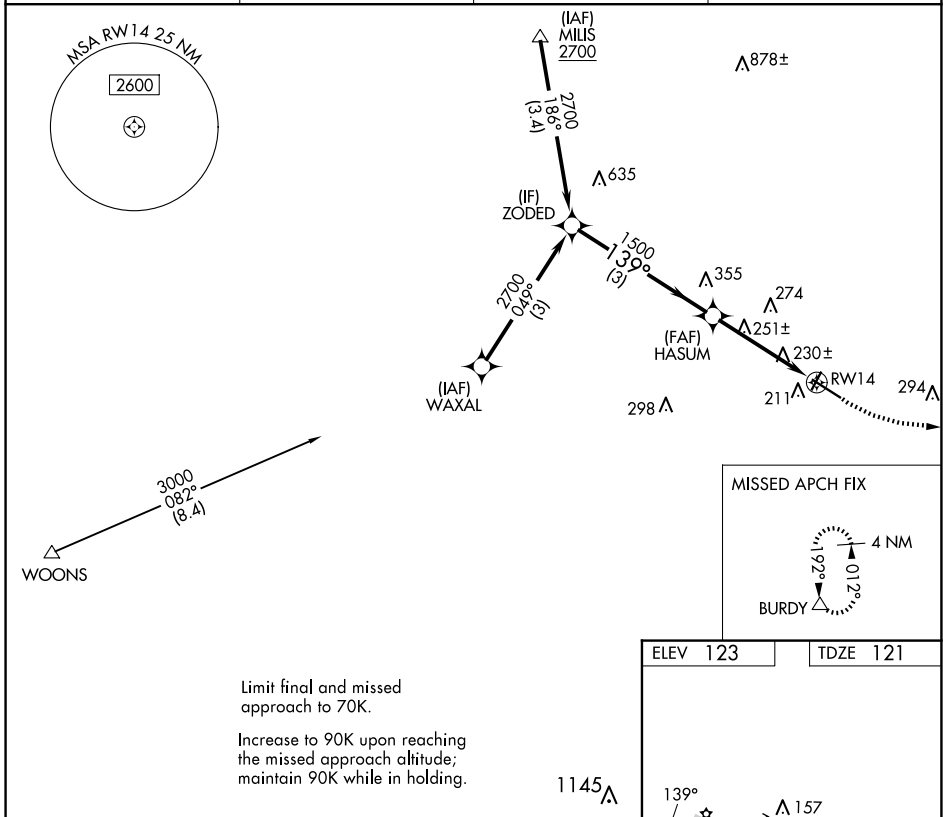 MSA RW14 25 NM
2600
(IAF)
MILIS
2700
878±
2700
186°
(3.4)
635
(IF)
ZODED
1500
139°
(3)
355
274
2700
049°
(3)
(FAF)
HASUM
251±
230±
RW14
211
294
(IAF)
WAXAL
298
3000
082°
(8.4)
WOONS
MISSED APCH FIX
4 NM
192°
012°
BURDY
ELEV 123
TDZE 121
Limit final and missed
approach to 70K.
Increase to 90K upon reaching
the missed approach altitude;
maintain 90K while in holding.
1145
139°
157